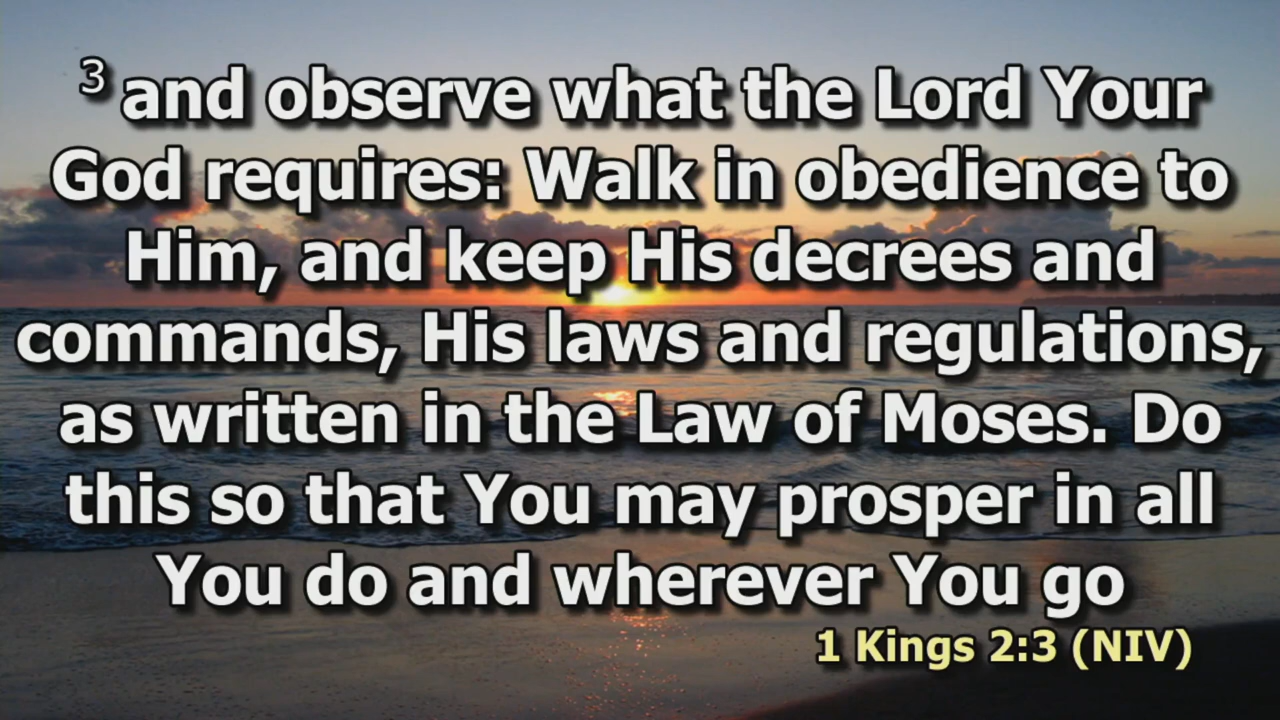 3 and observe what the Lord Your
God requires: Walk in obedience to
Him, and keep His decrees and
commands, His laws and regulations,
as written in the Law of Moses. Do
this so that You may prosper in all
You do and wherever You go
1 Kings 2:3 (NIV)